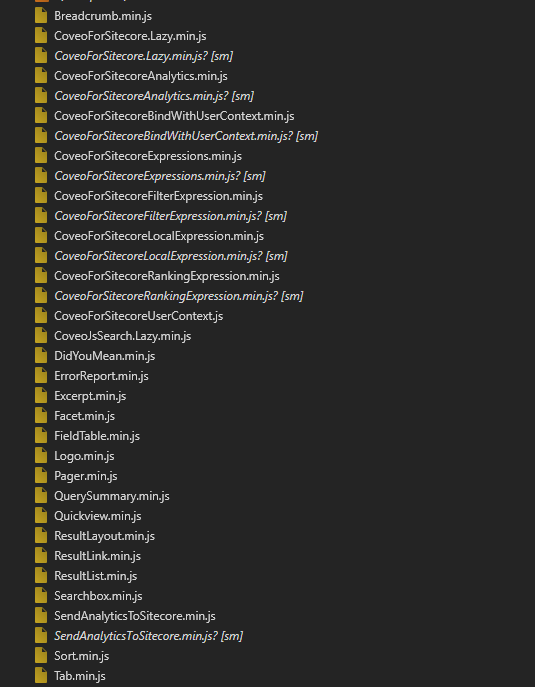 Breadcrumb.min.js
CoveoForSitecore.Lazy.min.js
CoveoForSitecore.Lazy.min.js? [sm]
CoveoForSitecoreAnalytics.min.js
CoveoForSitecoreAnalytics.min.js? [sm]
CoveoForSitecoreBindWithUserContext.min.js
CoveoForSitecoreBindWithUserContext.min.js? [sm]
CoveoForSitecoreExpressions.min.js
CoveoForSitecoreExpressions.min.js? [sm]
CoveoForSitecoreFilterExpression.min.js
CoveoForSitecoreFilterExpression.min.js? [sm]
CoveoForSitecoreLocalExpression.min.js
CoveoForSitecoreLocalExpression.min.js? [sm]
CoveoForSitecoreRankingExpression.min.js
CoveoForSitecoreRankingExpression.min.js? [sm]
CoveoForSitecoreUserContext.js
CoveoJsSearch.Lazy.min.js
DidYouMean.min.js
ErrorReport.min.js
Excerpt.min.js
Facet.min.js
FieldTable.min.js
Logo.min.js
Pager.min.js
QuerySummary.min.js
Quickview.min.js
ResultLayout.min.js
ResultLink.min.js
ResultList.min.js
Searchbox.min.js
SendAnalyticsToSitecore.min.js
SendAnalyticsToSitecore.min.js? [sm]
Sort.min.js
Tab.min.js